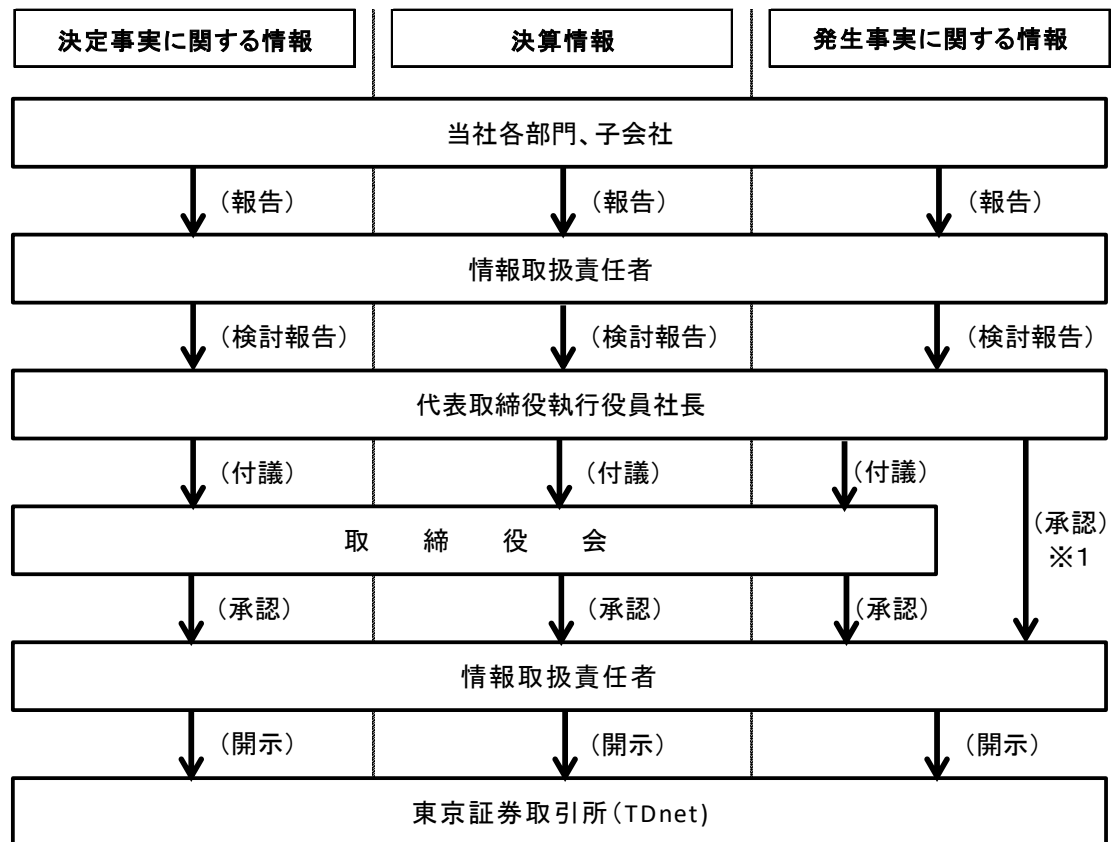 決定事実に関する情報
決算情報
発生事実に関する情報
当社各部門、子会社
(報告)
(報告)
(報告)
情報取扱責任者
(検討報告)
(検討報告)
(検討報告)
代表取締役執行役員社長
(付議)
(付議)
(付議)
取締役会
(承認)
※1
(承認)
(承認)
(承認)
情報取扱責任者
(開示)
(開示)
(開示)
東京証券取引所(TDnet)